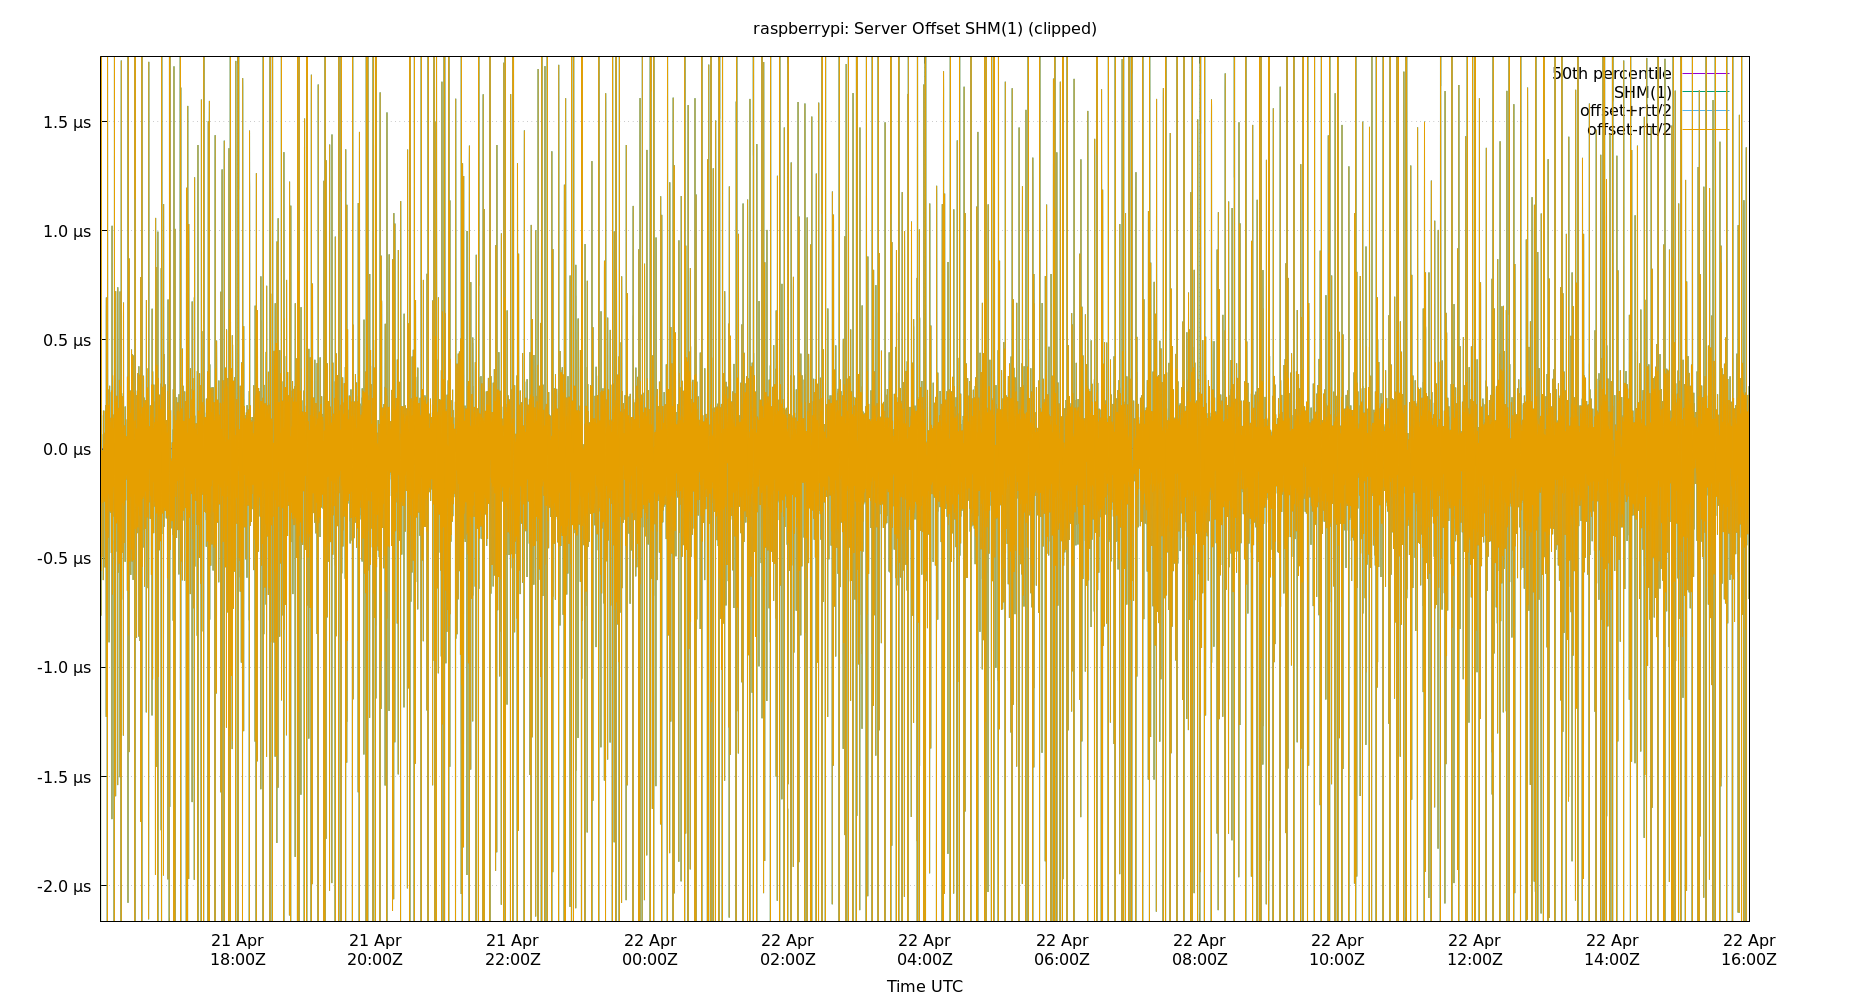 raspberrypi: Server Offset SHM(1) (clipped)
50th percentile
SHM(1)
offset+rtt/2
offset-rtt/2
1.5 µs
1.0 µs
0.5 µs
0.0 µs
-0.5 µs
-1.0 µs
-1.5 µs
-2.0 µs
21 Apr 21 Apr 21 Apr 22 Apr 22 Apr 22 Apr 22 Apr 22 Apr 22 Apr 22 Apr 22 Apr 22 Apr
18:00Z 20:00Z 22:00Z 00:00Z 02:00Z 04:00Z 06:00Z 08:00Z 10:00Z 12:00Z 14:00Z 16:00Z
Time UTC